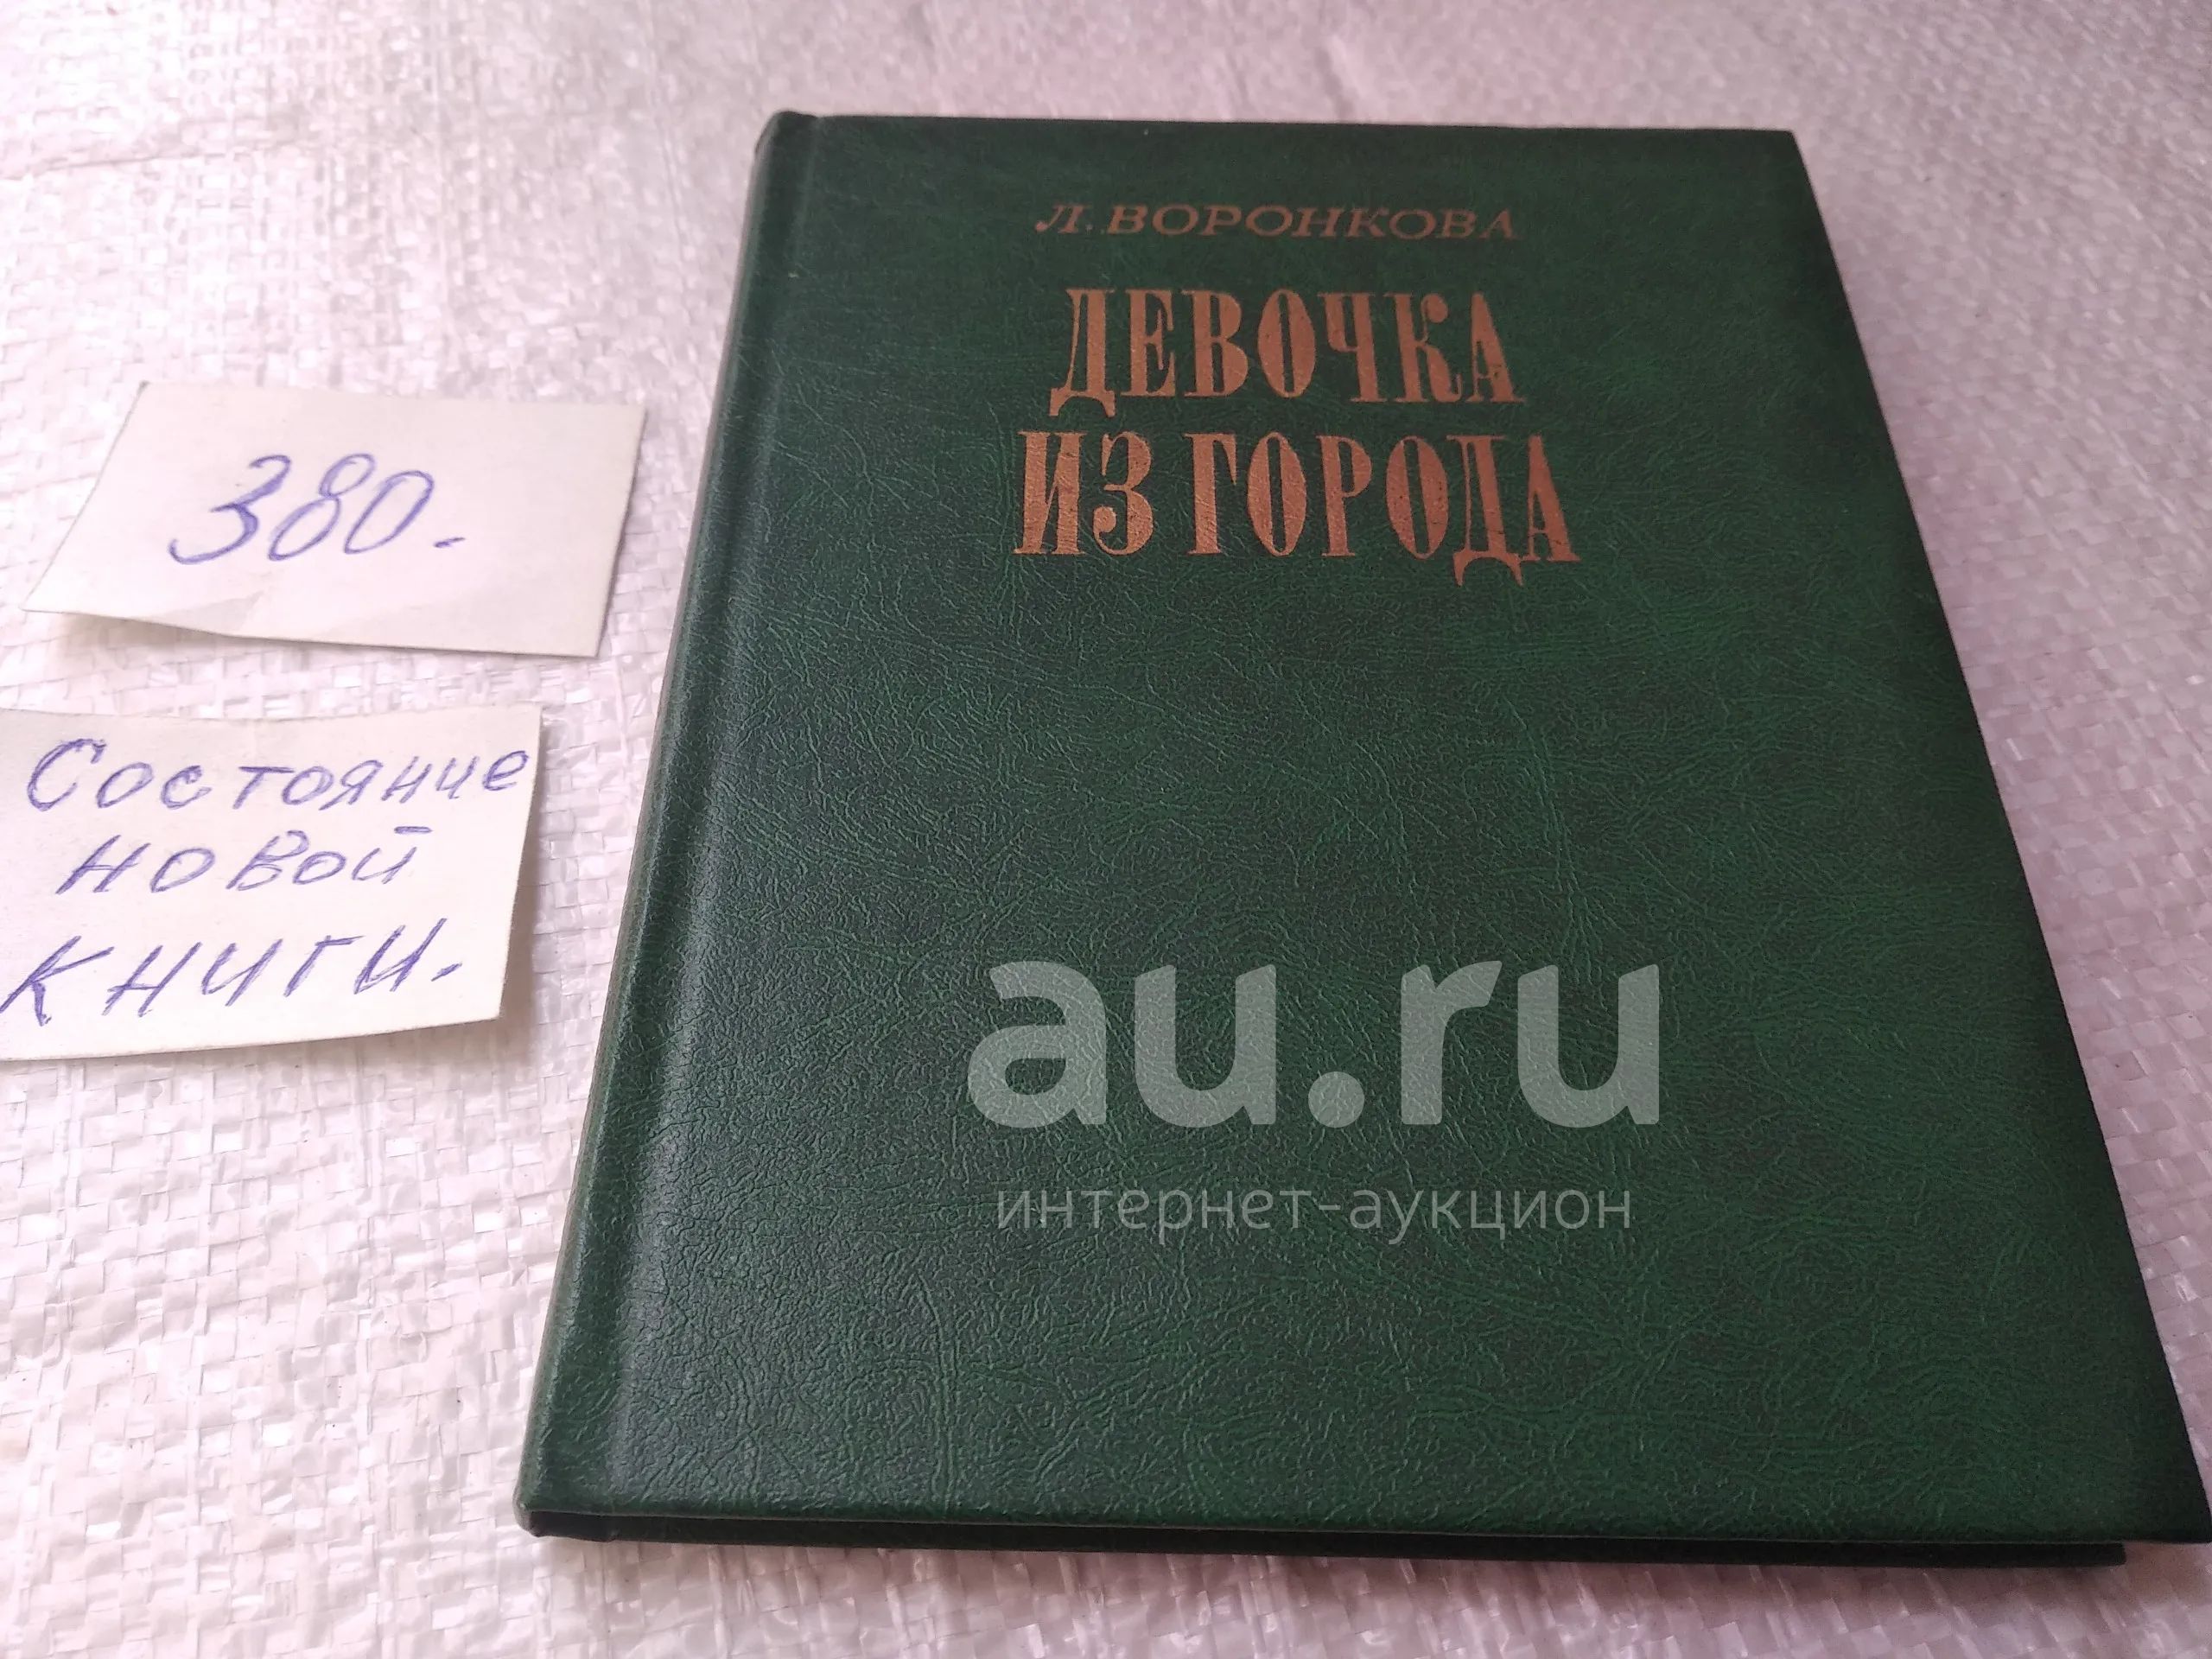 Л. ВОРОНКОВА
ДЕВОЧКА
ИЗ ГОРОДА
380.-
Состояние
новой
книги.
au.ru
интернет-аукцион